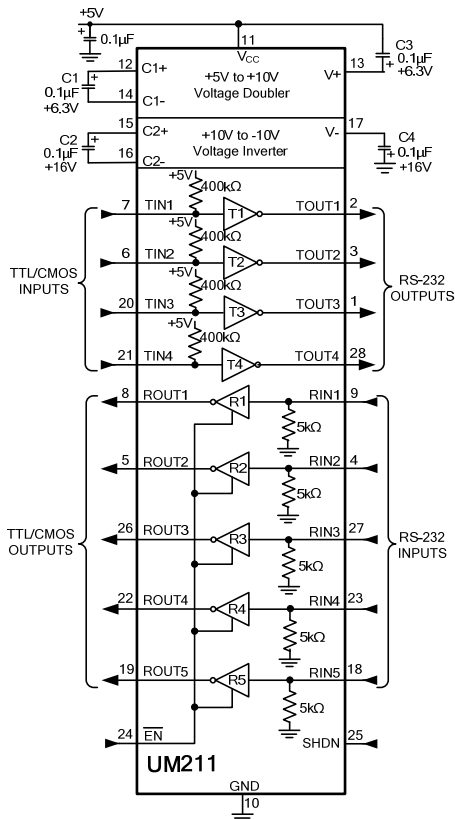 +5V
+
0.1µF
11
VCC
C3
0.1µF
+6.3V
+
13
V+
12
C1+
C1
+
0.1µF
+6.3V
14
C1-
+5V to +10V
Voltage Doubler
15
C2+
C2
+
0.1µF
+16V
16
C2-
+10V to -10V
Voltage Inverter
17
V-
C4
0.1µF
+
+16V
+5V
400kΩ
7
TIN1
T1
TOUT1
2
+5V
400kΩ
6
TIN2
T2
TOUT2
3
TTL/CMOS
INPUTS
RS-232
OUTPUTS
+5V
400kΩ
20
TIN3
T3
TOUT3
1
+5V
400kΩ
21
TIN4
T4
TOUT4
28
8
ROUT1
R1
RIN1
9
5kΩ
5
ROUT2
R2
RIN2
4
5kΩ
TTL/CMOS
OUTPUTS
26
ROUT3
R3
RIN3
27
RS-232
INPUTS
5kΩ
22
ROUT4
R4
RIN4
23
5kΩ
19
ROUT5
R5
RIN5
18
5kΩ
24
EN
SHDN
25
UM211
GND
10